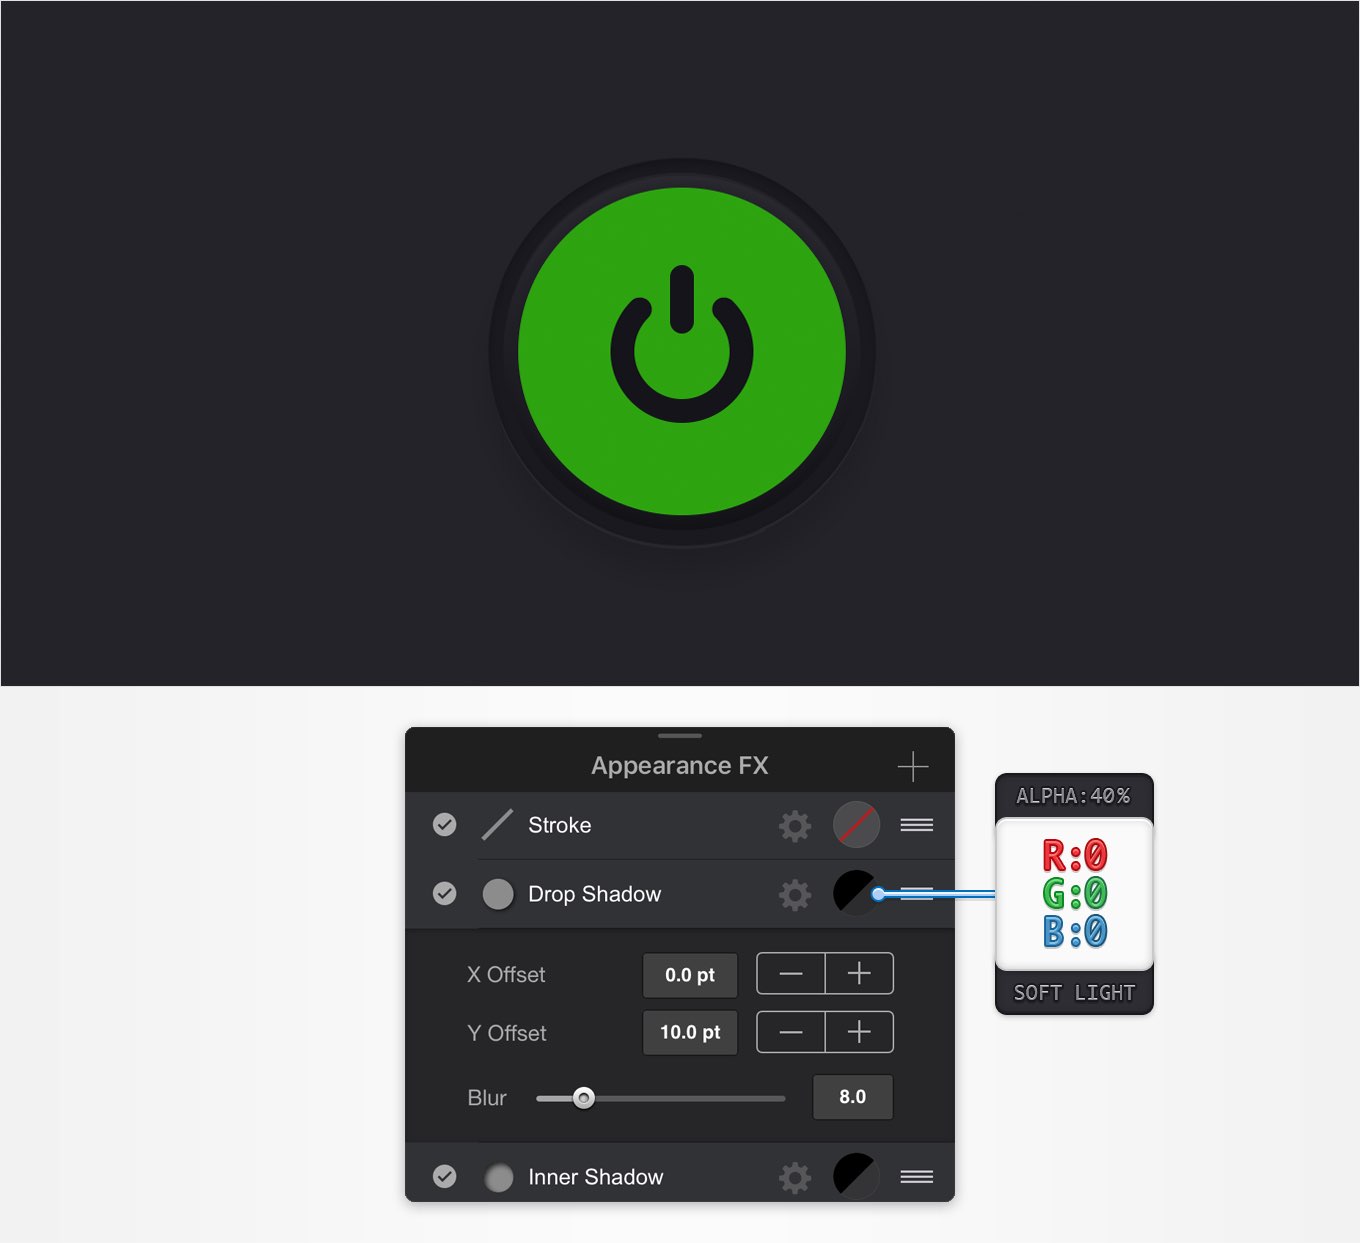 Appearance FX
Stroke
Drop Shadow
X Offset 0.0 pt
Y Offset 10.0 pt
Blur 8.0
Inner Shadow
ALPHA:40%
R:0
G:0
B:0
SOFT LIGHT